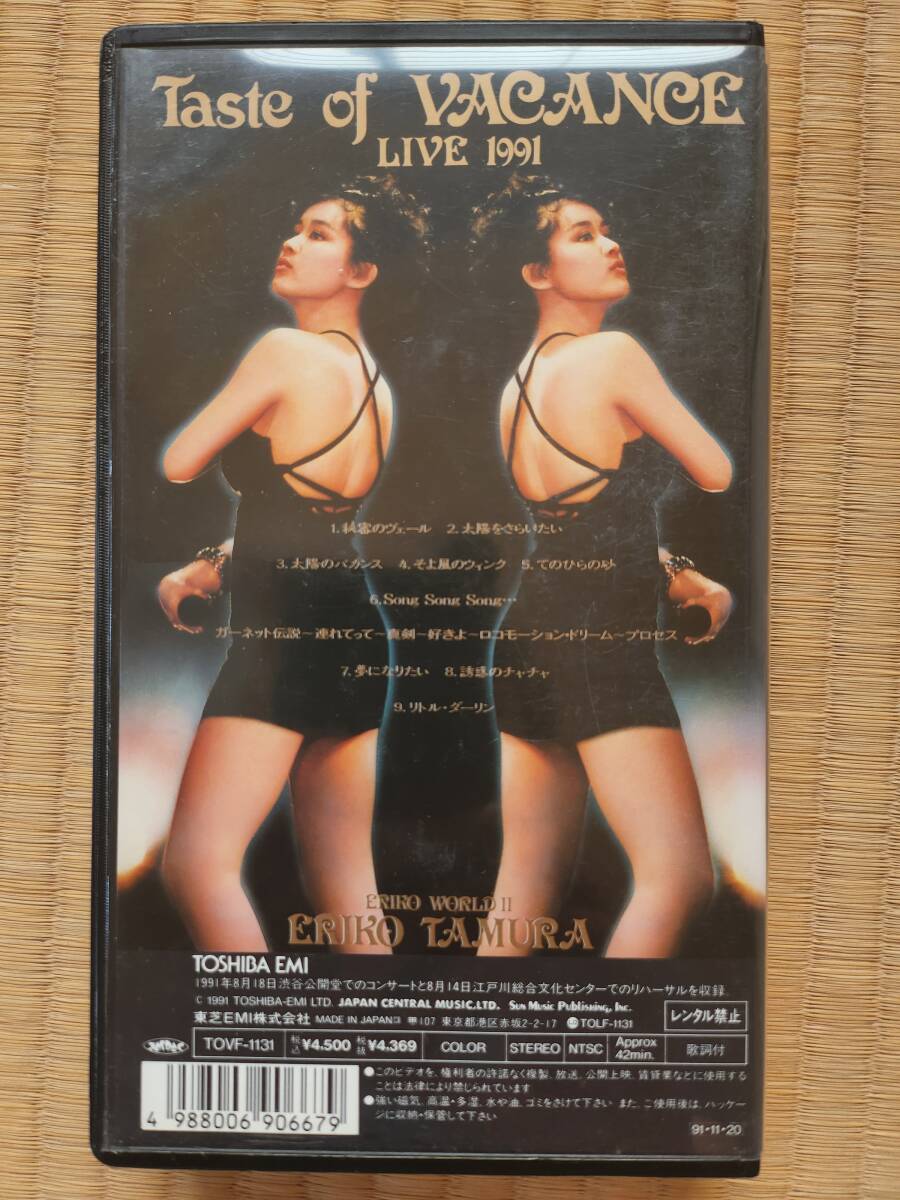 Taste of VACANCE
LIVE 1991
1.秘密のヴェール 2.太陽をさらいたい
3.太陽のバカンス 4.そよ風のウィンク 5.てのひらの砂
6.Song Song Song…
ガーネット伝説～連れてって～真剣～好きよ～ロコモーション・ドリーム～プロセス
7.夢になりたい 8.誘惑のチャチャ
9.リトル・ダーリン
ERIKO WORLD II
ERIKO TAMURA
TOSHIBA EMI
1991年8月18日渋谷公開堂でのコンサートと8月14日江戸川総合文化センターでのリハーサルを収録.
© 1991 TOSHIBA-EMI LTD. JAPAN CENTRAL MUSIC.LTD. Sun Music Publishing, Inc.
東芝EMI株式会社 MADE IN JAPAN 〒107 東京都港区赤坂2-2-17 TOLF-1131
レンタル禁止
TOVF-1131 税込¥4.500 税抜¥4.369 COLOR STEREO NTSC Approx 42min. 歌詞付
●このビデオを、権利者の許諾なく複製、放送、公開上映、賃貸業などに使用することは法律により禁じられています
●強い磁気、高温・多湿、水や油、ゴミをさけて下さい また、ご使用後は、ハッケージに収納・保管して下さい
4 988006 906679
91・11・20